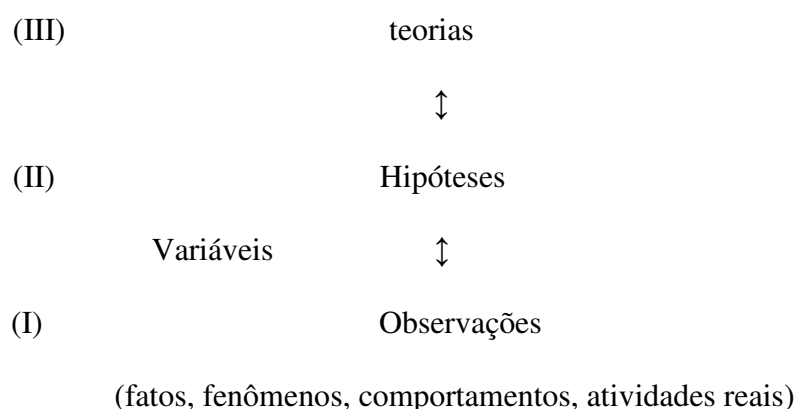 (III) teorias
↕
(II) Hipóteses
Variáveis ↕
(I) Observações
(fatos, fenômenos, comportamentos, atividades reais)